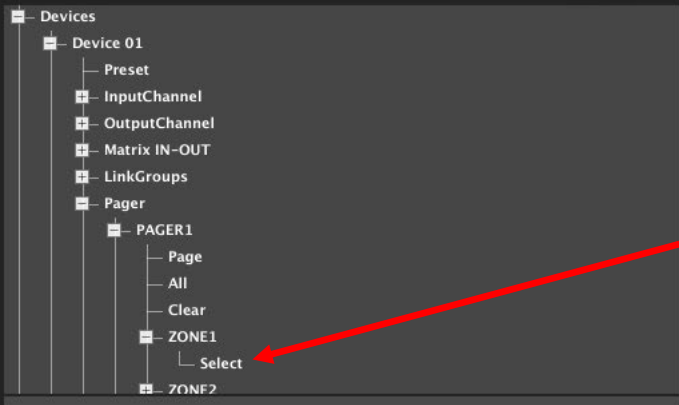 Devices
Device 01
Preset
InputChannel
OutputChannel
Matrix IN-OUT
LinkGroups
Pager
PAGER1
Page
All
Clear
ZONE1
Select
ZONE2